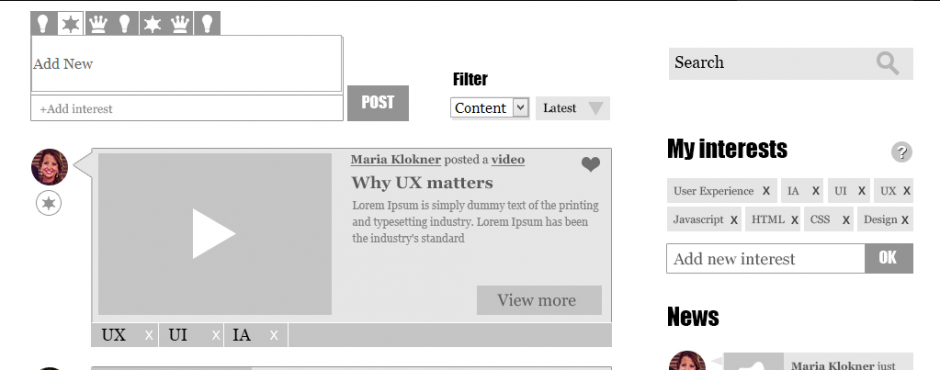 Add New
+Add interest
POST
Filter
Content
Latest
Maria Klokner posted a video
Why UX matters
Lorem Ipsum is simply dummy text of the printing
and typesetting industry. Lorem Ipsum has been
the industry's standard
View more
UX x UI x IA x
Search
My interests ?
User Experience X IA X UI X UX X
Javascript X HTML X CSS X Design X
Add new interest OK
News
Maria Klokner just